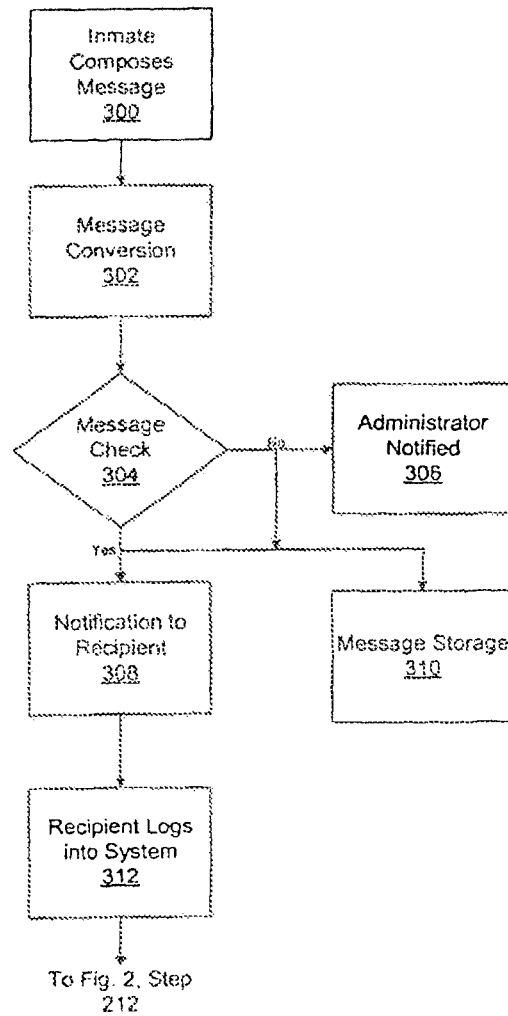 Inmate
Composes
Message
300
Message
Conversion
302
Message
Check
304
No
Administrator
Notified
306
Yes
Notification to
Recipient
308
Message Storage
310
Recipient Logs
into System
312
To Fig. 2, Step
212